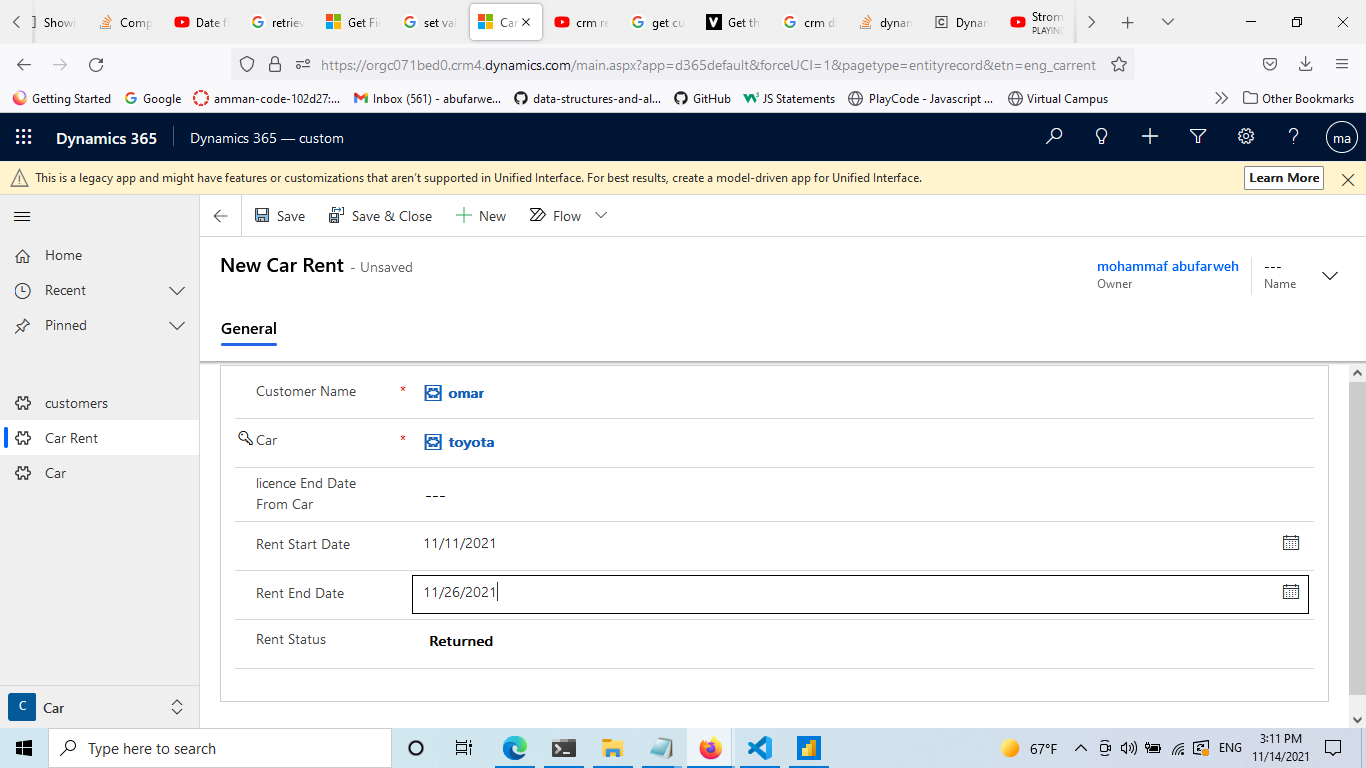 Showi
Comp
Date f
retriev
Get Fi
set val
Car
crm re
get cu
Get th
crm d
dynam
Dynan
Strom
PLAYING
https://orgc071bed0.crm4.dynamics.com/main.aspx?app=d365default&forceUCI=1&pagetype=entityrecord&etn=eng_carrent
Getting Started
Google
amman-code-102d27:...
Inbox (561) - abufarwe...
data-structures-and-al...
GitHub
JS Statements
PlayCode - Javascript ...
Virtual Campus
Other Bookmarks
Dynamics 365
Dynamics 365 — custom
ma
This is a legacy app and might have features or customizations that aren't supported in Unified Interface. For best results, create a model-driven app for Unified Interface.
Learn More
Save
Save & Close
New
Flow
Home
Recent
Pinned
customers
Car Rent
Car
C
Car
New Car Rent - Unsaved
mohammaf abufarweh
Owner
---
Name
General
Customer Name * omar
Car * toyota
licence End Date
From Car
---
Rent Start Date 11/11/2021
Rent End Date 11/26/2021
Rent Status Returned
Type here to search
67°F
ENG
3:11 PM
11/14/2021